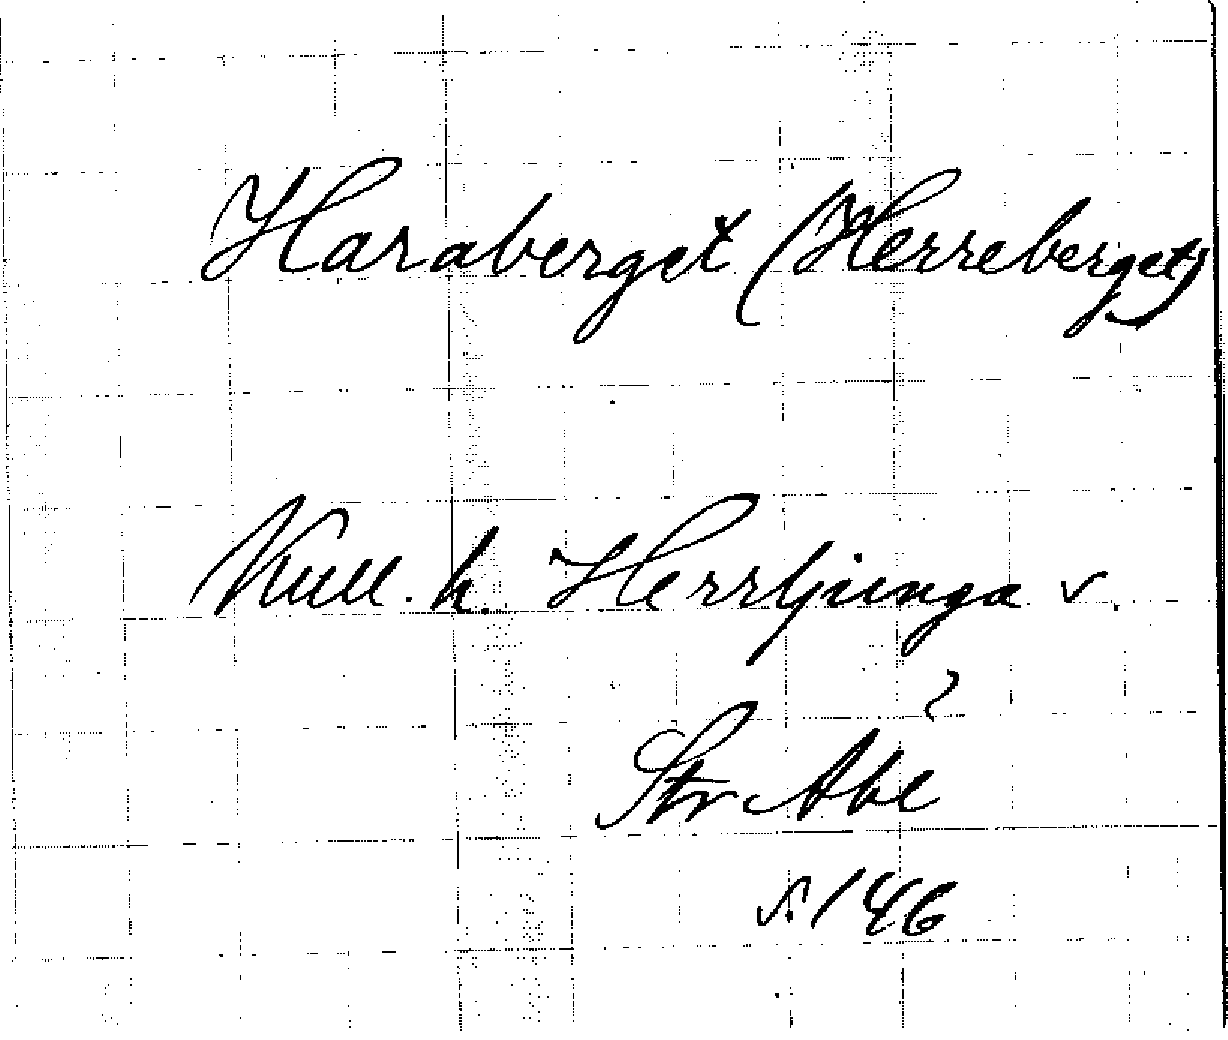 Haraberget (Herreberget)
Kull. h. Herrljunga v.
?
Str Abe
s. 146